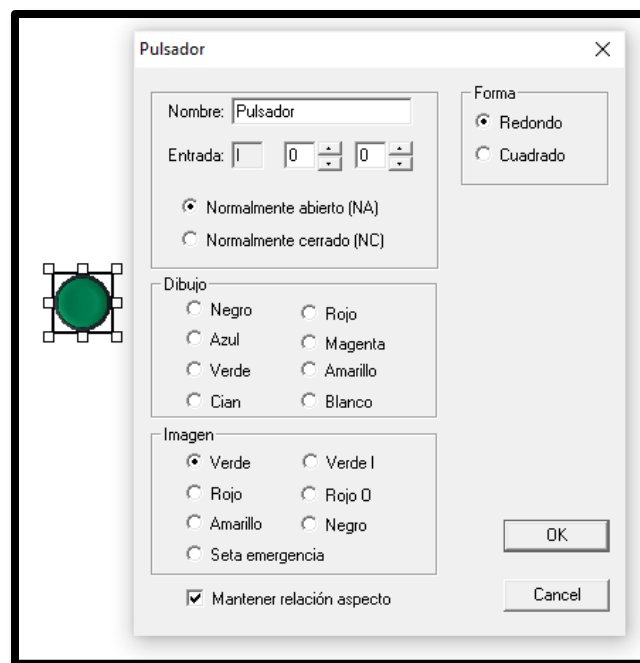 Pulsador
Nombre: Pulsador
Entrada: I 0 0
Normalmente abierto (NA)
Normalmente cerrado (NC)
Forma
Redondo
Cuadrado
Dibujo
Negro Rojo
Azul Magenta
Verde Amarillo
Cian Blanco
Imagen
Verde Verde I
Rojo Rojo O
Amarillo Negro
Seta emergencia
Mantener relación aspecto
OK
Cancel